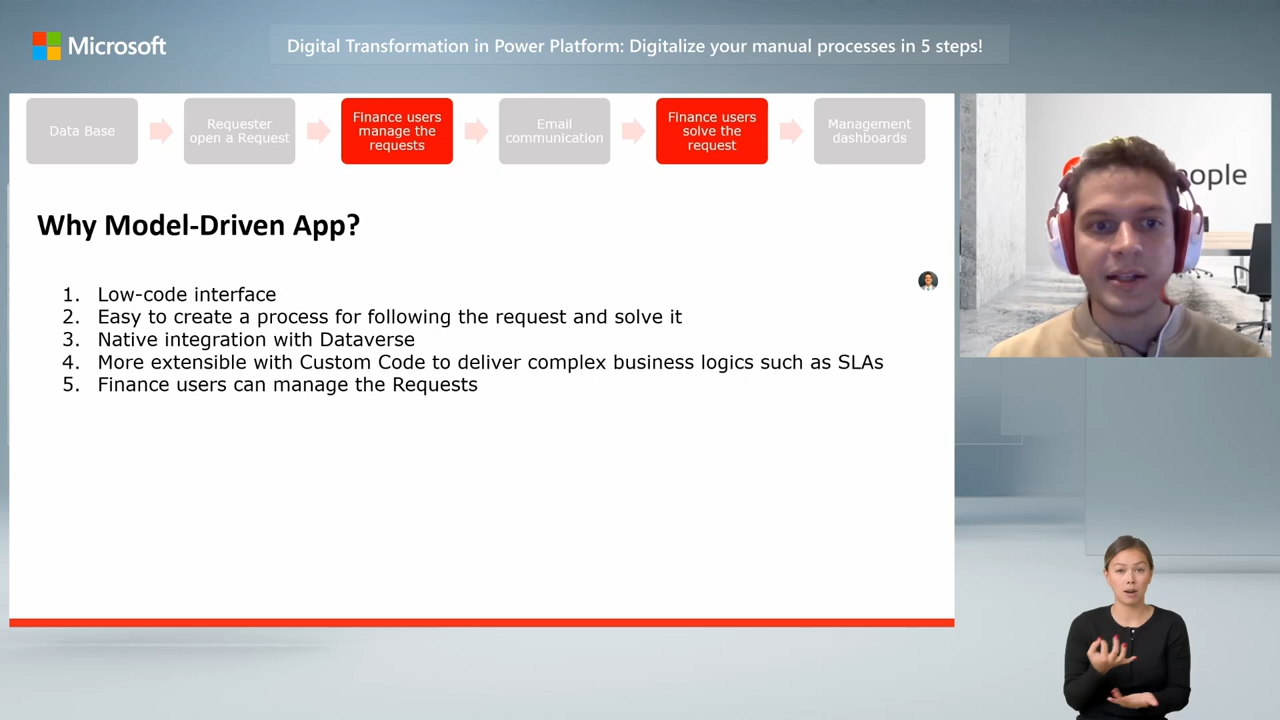 Microsoft
Digital Transformation in Power Platform: Digitalize your manual processes in 5 steps!
Data Base
Requester
open a Request
Finance users
manage the
requests
Email
communication
Finance users
solve the
request
Management
dashboards
Why Model-Driven App?
1. Low-code interface
2. Easy to create a process for following the request and solve it
3. Native integration with Dataverse
4. More extensible with Custom Code to deliver complex business logics such as SLAs
5. Finance users can manage the Requests